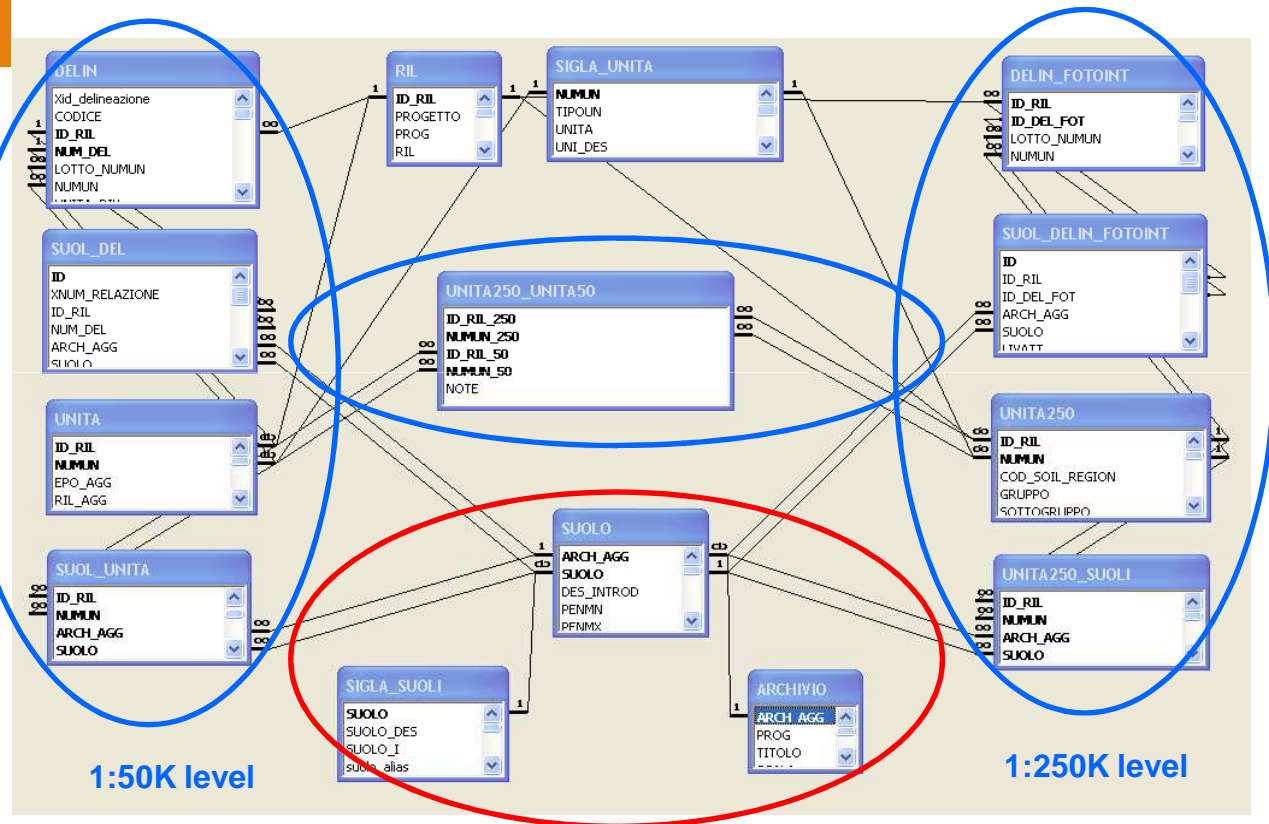 DELIN
Xid_delineazione
CODICE
ID_RIL
NUM_DEL
LOTTO_NUMUN
NUMUN
RIL
ID_RIL
PROGETTO
PROG
RIL
SIGLA_UNITA
NUMUN
TIPOUN
UNITA
UNI_DES
DELIN_FOTOINT
ID_RIL
ID_DEL_FOT
LOTTO_NUMUN
NUMUN
SUOL_DEL
ID
XNUM_RELAZIONE
ID_RIL
NUM_DEL
ARCH_AGG
SUOLO
UNITA250_UNITA50
ID_RIL_250
NUMUN_250
ID_RIL_50
NUMUN_50
NOTE
SUOL_DELIN_FOTOINT
ID
ID_RIL
ID_DEL_FOT
ARCH_AGG
SUOLO
LIVATT
UNITA
ID_RIL
NUMUN
EPO_AGG
RIL_AGG
UNITA250
ID_RIL
NUMUN
COD_SOIL_REGION
GRUPPO
SOTTOGRUPPO
SUOL_UNITA
ID_RIL
NUMUN
ARCH_AGG
SUOLO
SUOLO
ARCH_AGG
SUOLO
DES_INTROD
PENMN
PENMX
UNITA250_SUOLI
ID_RIL
NUMUN
ARCH_AGG
SUOLO
SIGLA_SUOLI
SUOLO
SUOLO_DES
SUOLO_I
suolo_alias
ARCHIVIO
ARCH_AGG
PROG
TITOLO
1:50K level
1:250K level